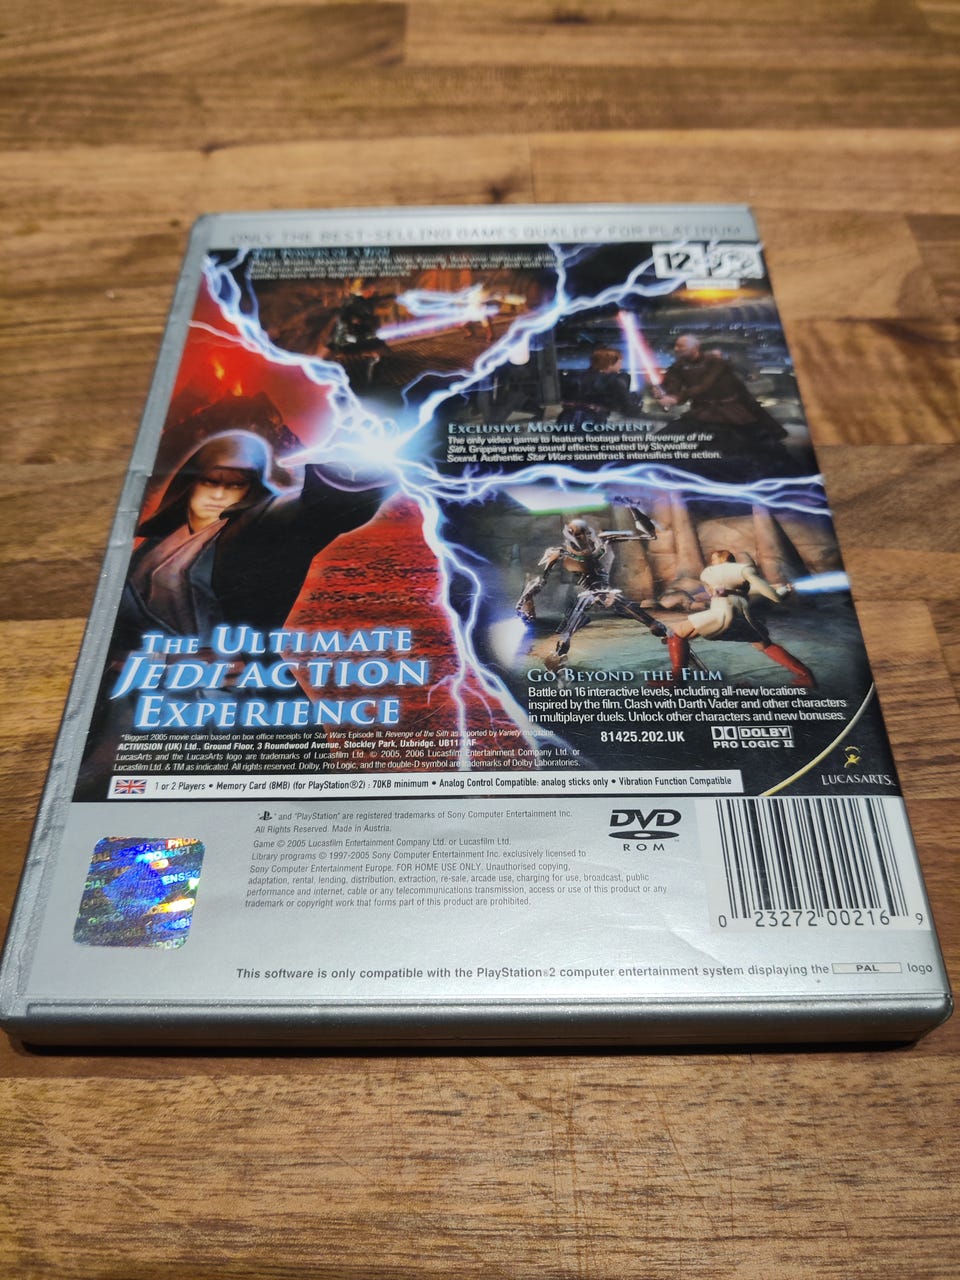 ONLY THE BEST-SELLING GAMES QUALIFY FOR PLATINUM
12+
EXCLUSIVE MOVIE CONTENT
The only video game to feature footage from Revenge of the
Sith. Gripping movie sound effects created by Skywalker
Sound. Authentic Star Wars soundtrack intensifies the action.
THE ULTIMATE
JEDI™ ACTION
EXPERIENCE
GO BEYOND THE FILM
Battle on 16 interactive levels, including all-new locations
inspired by the film. Clash with Darth Vader and other characters
in multiplayer duels. Unlock other characters and new bonuses.
81425.202.UK
DOLBY
PRO LOGIC II
LUCASARTS.
*Biggest 2005 movie claim based on box office receipts for Star Wars Episode III. Revenge of the Sith as reported by Variety magazine.
ACTIVISION (UK) Ltd., Ground Floor, 3 Roundwood Avenue, Stockley Park, Uxbridge. UB11 1AF
LucasArts and the LucasArts logo are trademarks of Lucasfilm Ltd. © 2005, 2006 Lucasfilm Entertainment Company Ltd. or
Lucasfilm Ltd. & TM as indicated. All rights reserved. Dolby, Pro Logic, and the double-D symbol are trademarks of Dolby Laboratories.
1 or 2 Players • Memory Card (8MB) (for PlayStation®2) : 70KB minimum • Analog Control Compatible: analog sticks only • Vibration Function Compatible
" and "PlayStation" are registered trademarks of Sony Computer Entertainment Inc.
All Rights Reserved. Made in Austria.
Game © 2005 Lucasfilm Entertainment Company Ltd. or Lucasfilm Ltd.
Library programs © 1997-2005 Sony Computer Entertainment Inc. exclusively licensed to
Sony Computer Entertainment Europe. FOR HOME USE ONLY. Unauthorised copying,
adaptation, rental, lending, distribution, extraction, re-sale, arcade use, charging for use, broadcast, public
performance and internet, cable or any telecommunications transmission, access or use of this product or any
trademark or copyright work that forms part of this product are prohibited.
DVD™
ROM
0 23272 00216 9
This software is only compatible with the PlayStation®2 computer entertainment system displaying the PAL logo